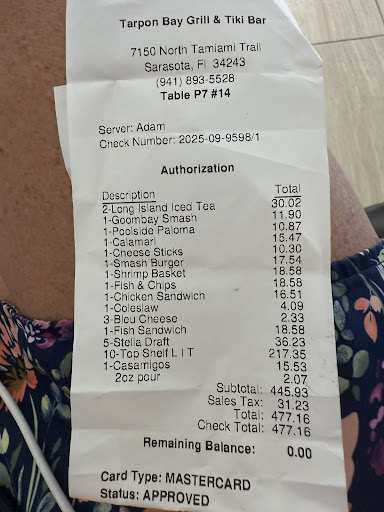 Tarpon Bay Grill & Tiki Bar
7150 North Tamiami Trail
Sarasota, Fl 34243
(941) 893-5528
Table P7 #14
Server: Adam
Check Number: 2025-09-9598/1
Authorization
Description Total
2-Long Island Iced Tea 30.02
1-Goombay Smash 11.90
1-Poolside Paloma 10.87
1-Calamari 15.47
1-Cheese Sticks 10.30
1-Smash Burger 17.54
1-Shrimp Basket 18.58
1-Fish & Chips 18.58
1-Chicken Sandwich 16.51
1-Coleslaw 4.09
3-Bleu Cheese 2.33
1-Fish Sandwich 18.58
5-Stella Draft 36.23
10-Top Shelf L I T 217.35
1-Casamigos 15.53
2oz pour 2.07
Subtotal: 445.93
Sales Tax: 31.23
Total: 477.16
Check Total: 477.16
Remaining Balance: 0.00
Card Type: MASTERCARD
Status: APPROVED